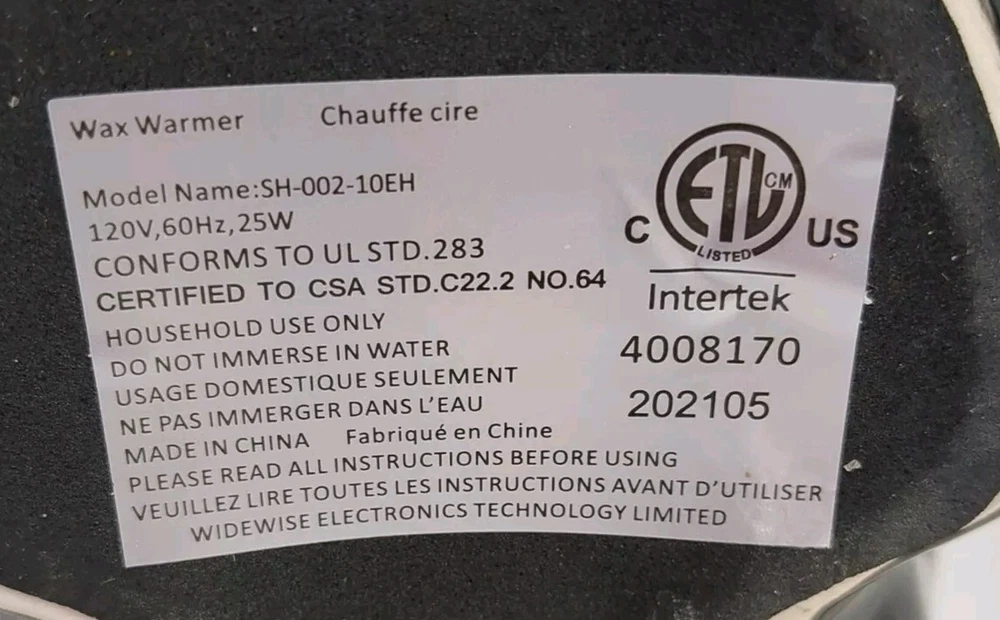 Wax Warmer Chauffe cire
Model Name:SH-002-10EH
120V,60Hz,25W
CONFORMS TO UL STD.283
CERTIFIED TO CSA STD.C22.2 NO.64
HOUSEHOLD USE ONLY
DO NOT IMMERSE IN WATER
USAGE DOMESTIQUE SEULEMENT
NE PAS IMMERGER DANS L'EAU
MADE IN CHINA Fabriqué en Chine
PLEASE READ ALL INSTRUCTIONS BEFORE USING
VEUILLEZ LIRE TOUTES LES INSTRUCTIONS AVANT D'UTILISER
WIDEWISE ELECTRONICS TECHNOLOGY LIMITED
ETL CM
C US
LISTED
Intertek
4008170
202105